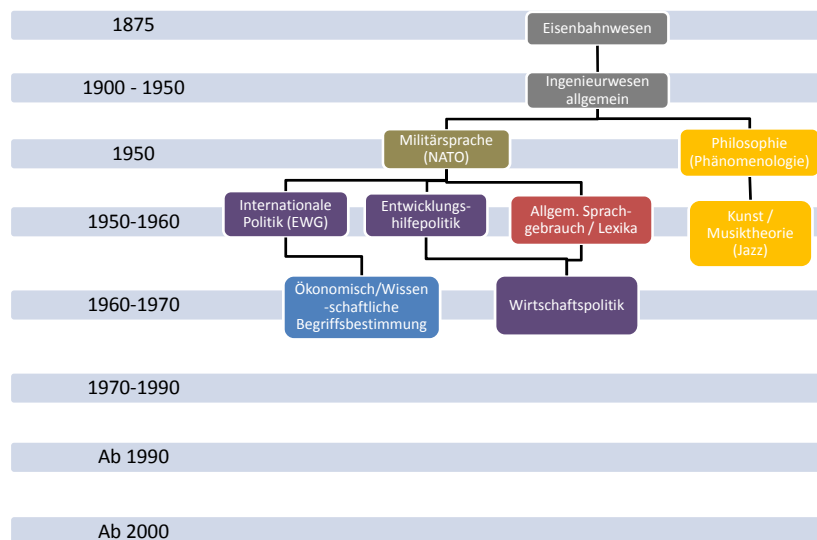 1875
Eisenbahnwesen
1900 - 1950
Ingenieurwesen
allgemein
1950
Militärsprache
(NATO)
Philosophie
(Phänomenologie)
1950-1960
Internationale
Politik (EWG)
Entwicklungs-
hilfepolitik
Allgem. Sprach-
gebrauch / Lexika
Kunst /
Musiktheorie
(Jazz)
1960-1970
Ökonomisch/Wissen
-schaftliche
Begriffsbestimmung
Wirtschaftspolitik
1970-1990
Ab 1990
Ab 2000